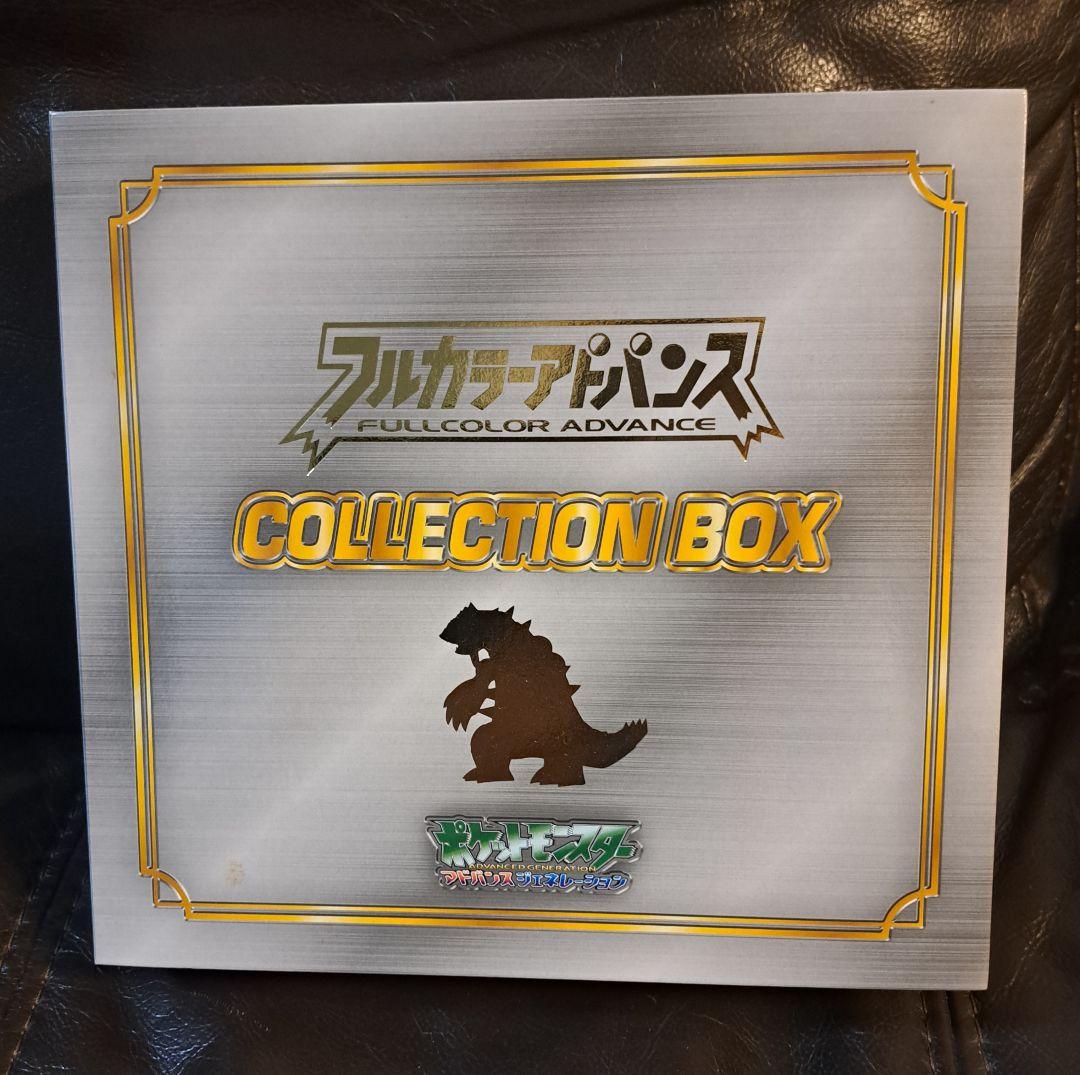 フルカラーアドバンス
FULLCOLOR ADVANCE
COLLECTION BOX
ポケットモンスター
ADVANCED GENERATION
アドバンスジェネレーション